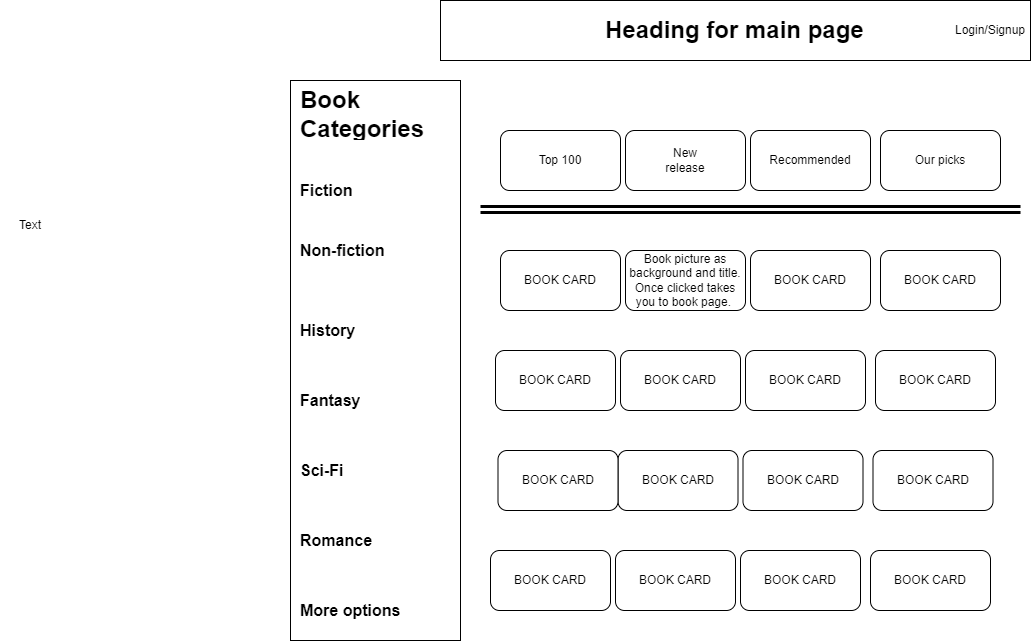 Heading for main page
Login/Signup
Book
Categories
Fiction
Non-fiction
History
Fantasy
Sci-Fi
Romance
More options
Text
Top 100
New
release
Recommended
Our picks
BOOK CARD
Book picture as
background and title.
Once clicked takes
you to book page.
BOOK CARD
BOOK CARD
BOOK CARD
BOOK CARD
BOOK CARD
BOOK CARD
BOOK CARD
BOOK CARD
BOOK CARD
BOOK CARD
BOOK CARD
BOOK CARD
BOOK CARD
BOOK CARD